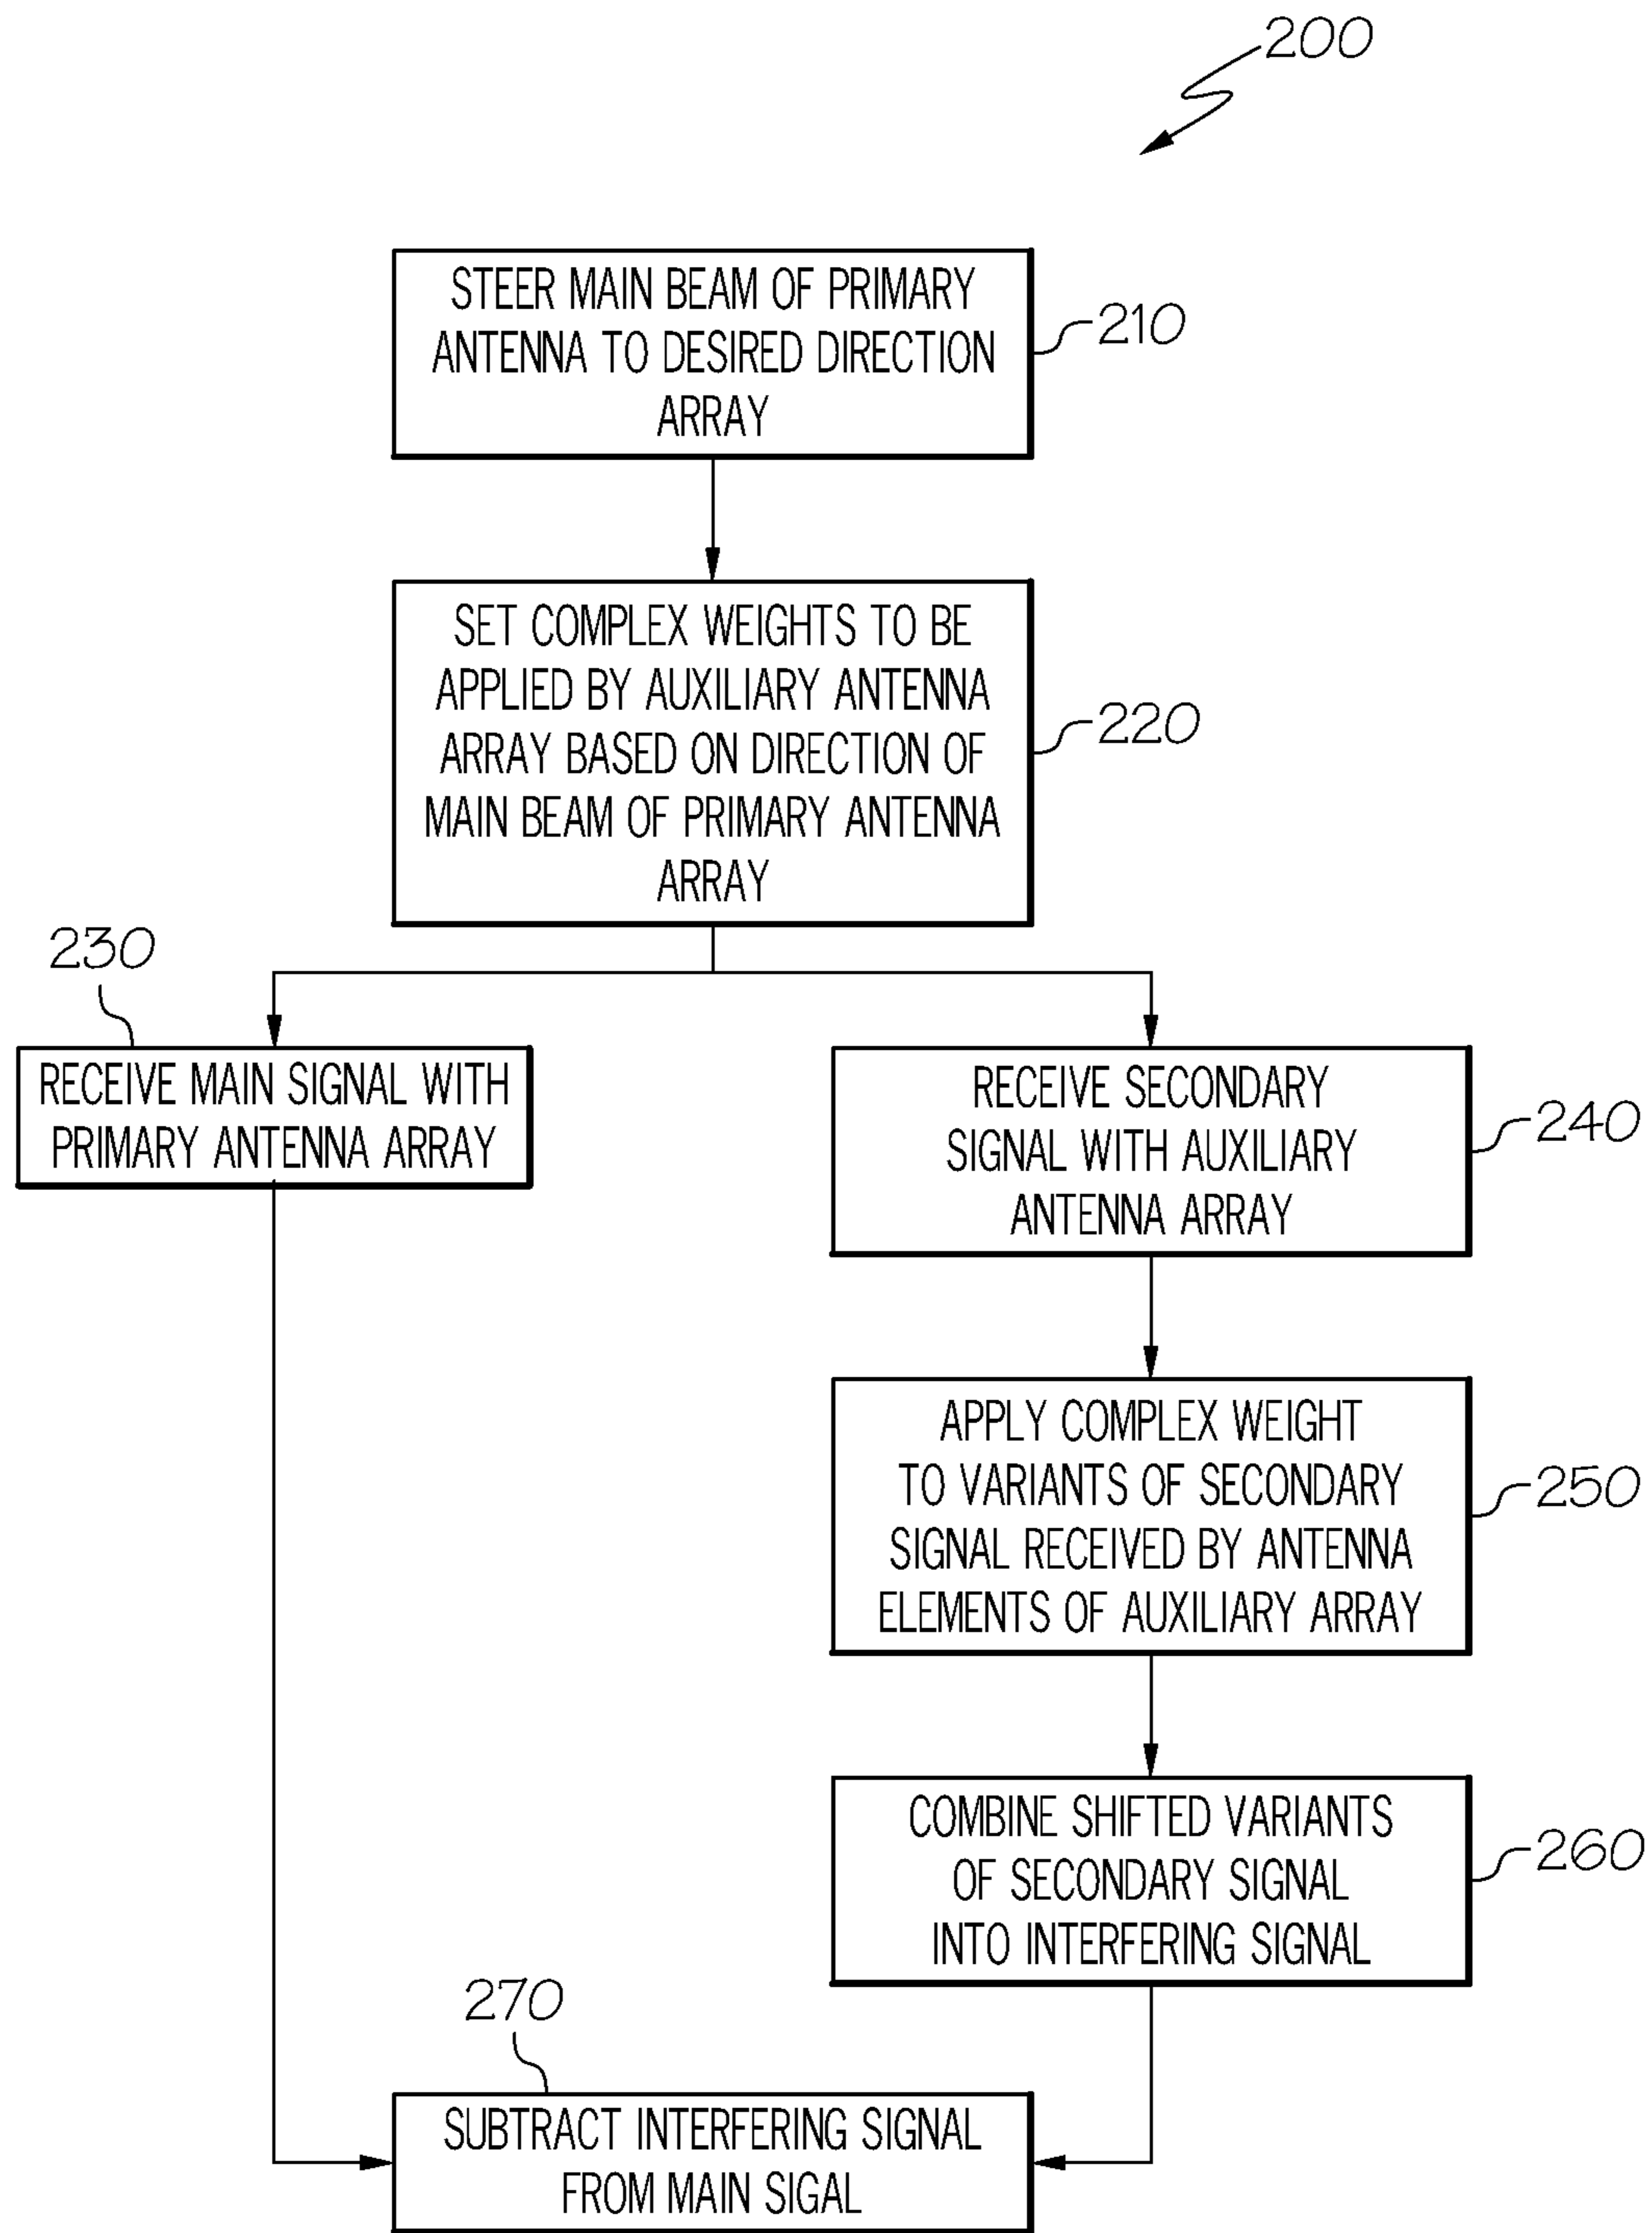 200
STEER MAIN BEAM OF PRIMARY
ANTENNA TO DESIRED DIRECTION
ARRAY
210
SET COMPLEX WEIGHTS TO BE
APPLIED BY AUXILIARY ANTENNA
ARRAY BASED ON DIRECTION OF
MAIN BEAM OF PRIMARY ANTENNA
ARRAY
220
230
RECEIVE MAIN SIGNAL WITH
PRIMARY ANTENNA ARRAY
RECEIVE SECONDARY
SIGNAL WITH AUXILIARY
ANTENNA ARRAY
240
APPLY COMPLEX WEIGHT
TO VARIANTS OF SECONDARY
SIGNAL RECEIVED BY ANTENNA
ELEMENTS OF AUXILIARY ARRAY
250
COMBINE SHIFTED VARIANTS
OF SECONDARY SIGNAL
INTO INTERFERING SIGNAL
260
270
SUBTRACT INTERFERING SIGNAL
FROM MAIN SIGAL